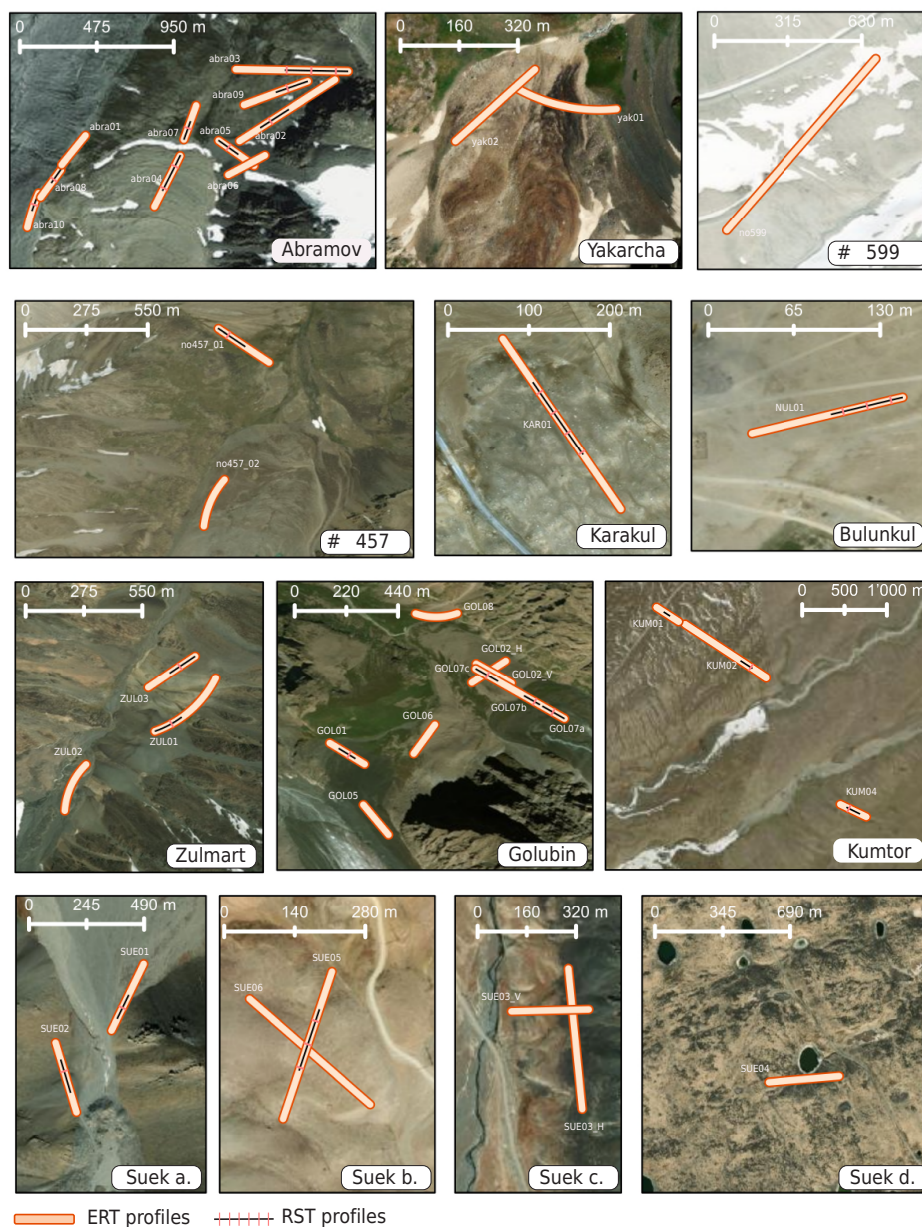 0 475 950 m
abra03
abra09
abra01
abra07
abra05
abra02
abra08
abra04
abra06
abra10
Abramov
0 160 320 m
yak01
yak02
Yakarcha
0 315 630 m
no599
# 599
0 275 550 m
no457_01
no457_02
# 457
0 100 200 m
KAR01
Karakul
0 65 130 m
NUL01
Bulunkul
0 275 550 m
ZUL03
ZUL01
ZUL02
Zulmart
0 220 440 m
GOL08
GOL02_H
GOL07c
GOL02_V
GOL07b
GOL06
GOL07a
GOL01
GOL05
Golubin
0 500 1'000 m
KUM01
KUM02
KUM04
Kumtor
0 245 490 m
SUE01
SUE02
Suek a.
0 140 280 m
SUE05
SUE06
Suek b.
0 160 320 m
SUE03_V
SUE03_H
Suek c.
0 345 690 m
SUE04
Suek d.
ERT profiles RST profiles